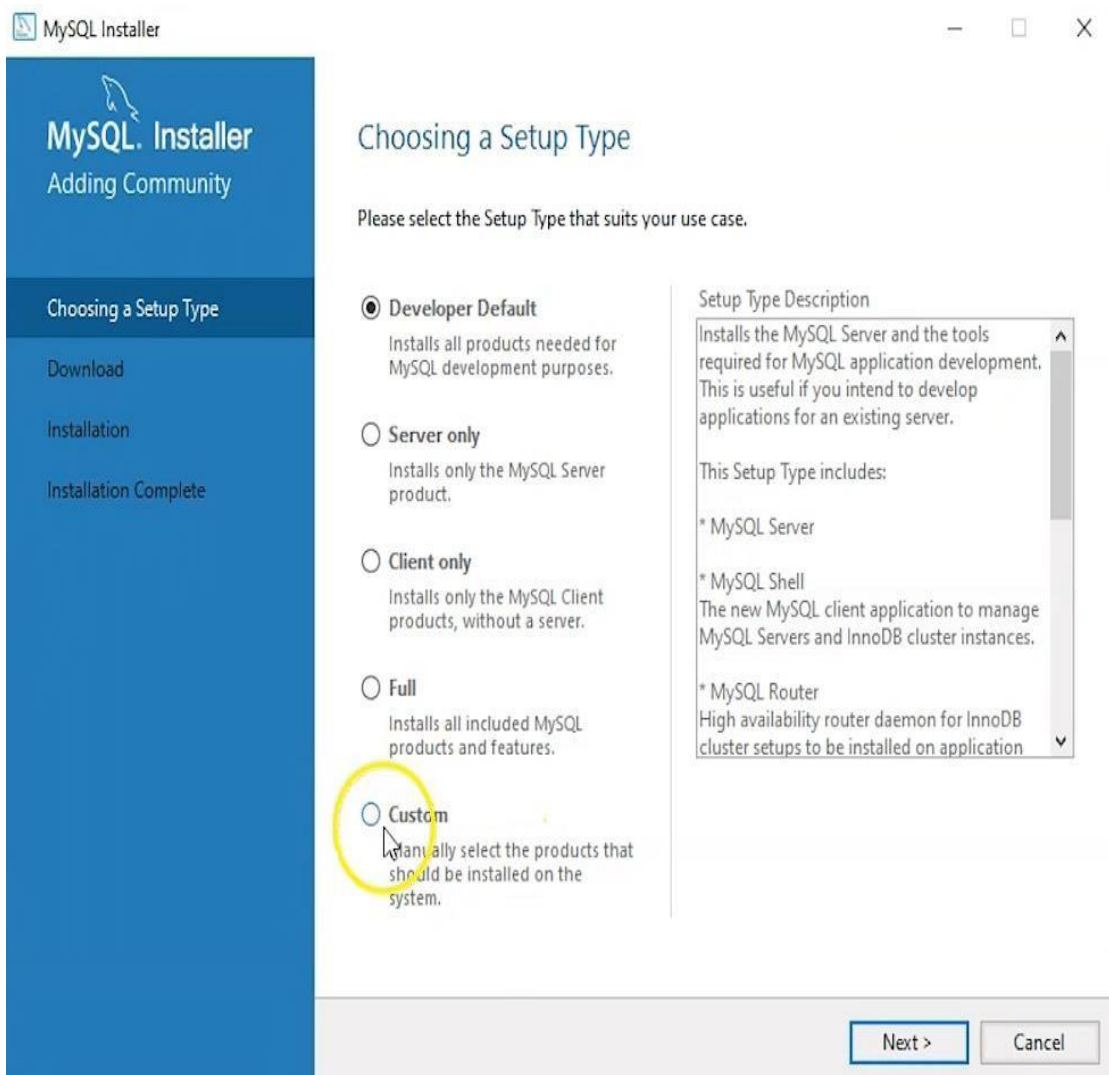 MySQL Installer
MySQL. Installer
Adding Community
Choosing a Setup Type
Download
Installation
Installation Complete
Choosing a Setup Type
Please select the Setup Type that suits your use case.
Developer Default
Installs all products needed for
MySQL development purposes.
Server only
Installs only the MySQL Server
product.
Client only
Installs only the MySQL Client
products, without a server.
Full
Installs all included MySQL
products and features.
Custom
Manually select the products that
should be installed on the
system.
Setup Type Description
Installs the MySQL Server and the tools
required for MySQL application development.
This is useful if you intend to develop
applications for an existing server.
This Setup Type includes:
* MySQL Server
* MySQL Shell
The new MySQL client application to manage
MySQL Servers and InnoDB cluster instances.
* MySQL Router
High availability router daemon for InnoDB
cluster setups to be installed on application
Next >
Cancel